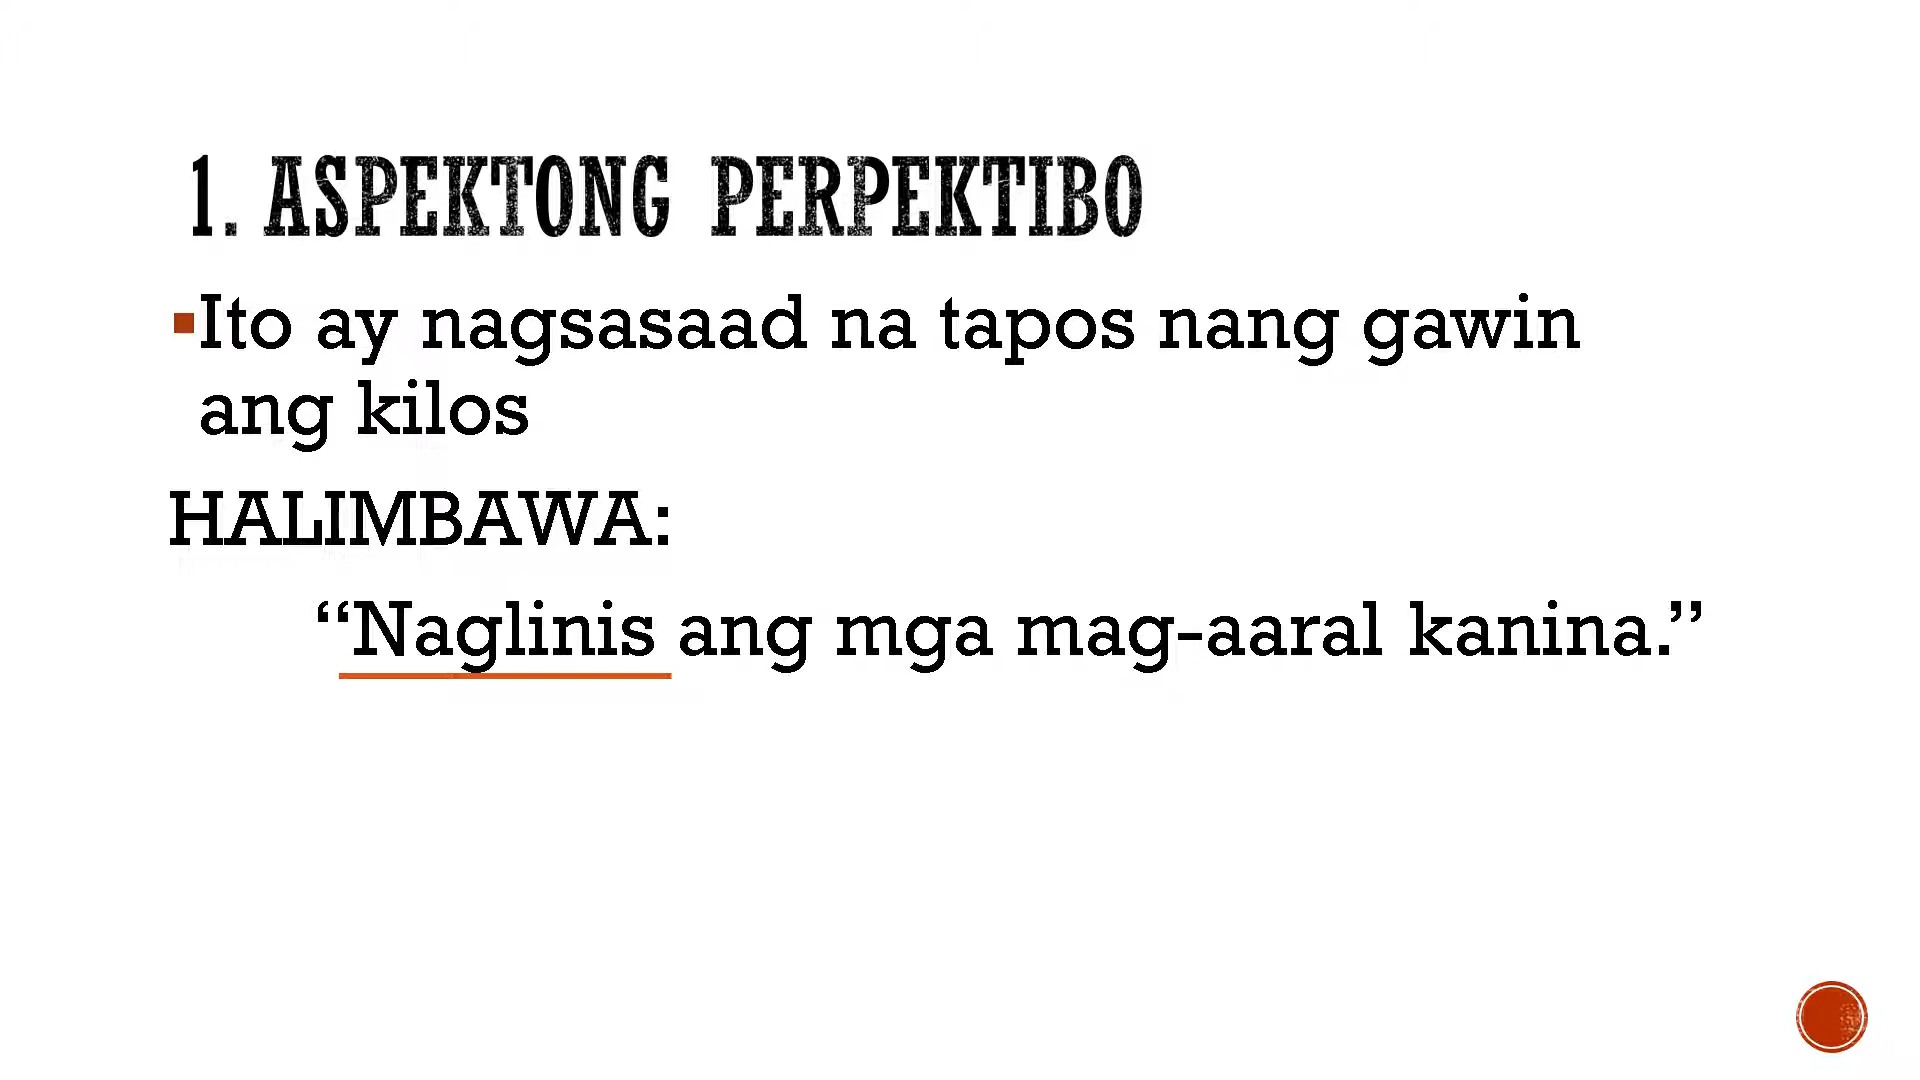 1. ASPEKTONG PERPEKTIBO
▪Ito ay nagsasaad na tapos nang gawin
ang kilos
HALIMBAWA:
“Naglinis ang mga mag-aaral kanina.”